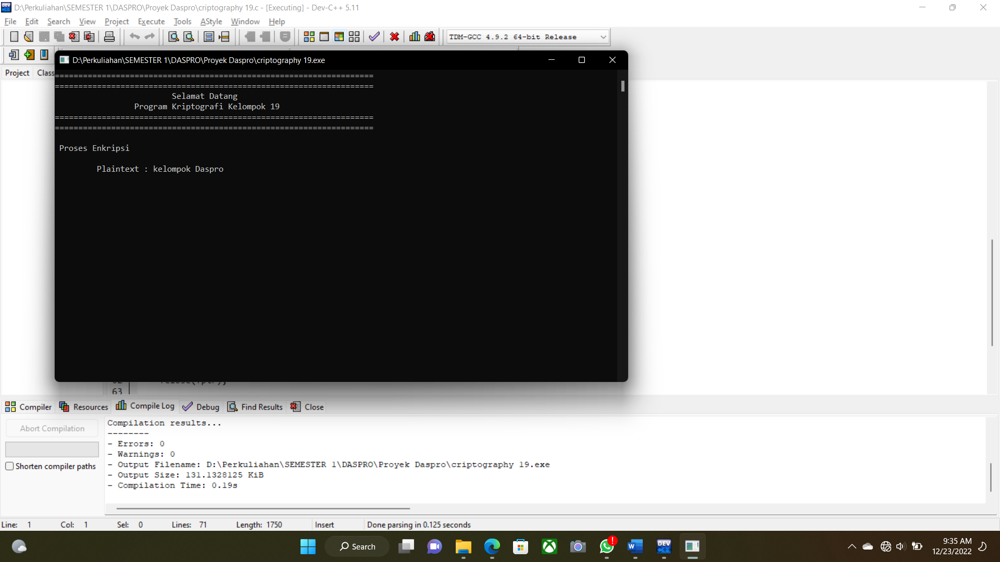 D:\Perkuliahan\SEMESTER 1\DASPRO\Proyek Daspro\criptography 19.c - [Executing] - Dev-C++ 5.11
File Edit Search View Project Execute Tools AStyle Window Help
TDM-GCC 4.9.2 64-bit Release
D:\Perkuliahan\SEMESTER 1\DASPRO\Proyek Daspro\criptography 19.exe
Project Class
====================================================================
====================================================================
Selamat Datang
Program Kriptografi Kelompok 19
====================================================================
====================================================================
Proses Enkripsi
Plaintext : kelompok Daspro
63
Compiler Resources Compile Log Debug Find Results Close
Abort Compilation
Shorten compiler paths
Compilation results...
--------
- Errors: 0
- Warnings: 0
- Output Filename: D:\Perkuliahan\SEMESTER 1\DASPRO\Proyek Daspro\criptography 19.exe
- Output Size: 131.1328125 KiB
- Compilation Time: 0.19s
Line: 1 Col: 1 Sel: 0 Lines: 71 Length: 1750 Insert Done parsing in 0.125 seconds
Search
9:35 AM
12/23/2022